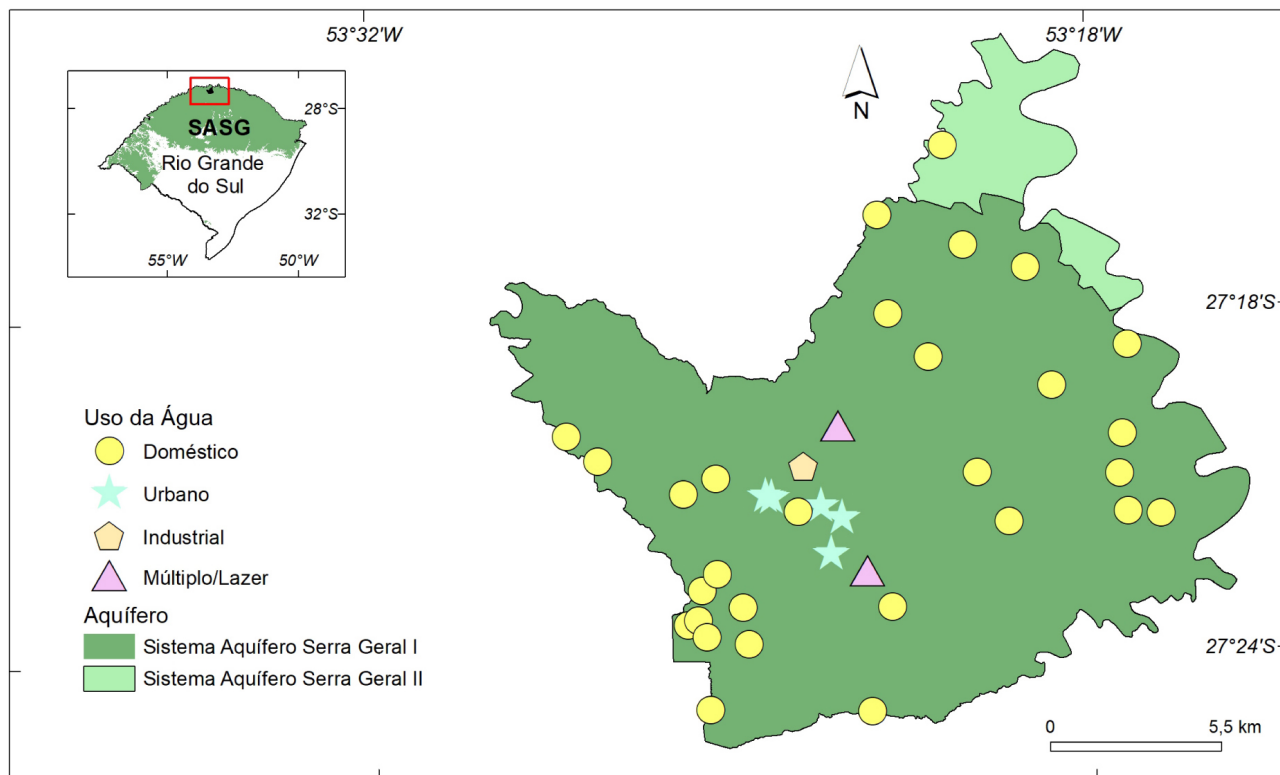 53°32'W
53°18'W
28°S
SASG
Rio Grande
do Sul
32°S
55°W
50°W
N
27°18'S
Uso da Água
Doméstico
Urbano
Industrial
Múltiplo/Lazer
Aquífero
Sistema Aquífero Serra Geral I
Sistema Aquífero Serra Geral II
27°24'S
0
5,5 km